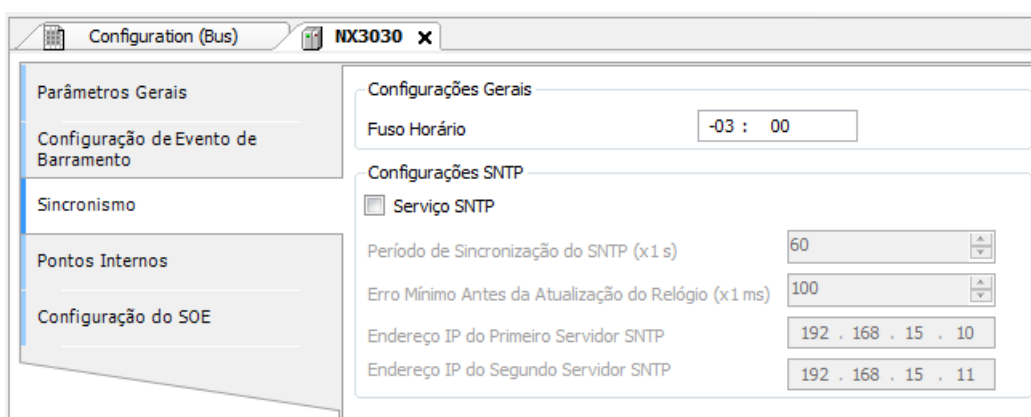 Configuration (Bus)
NX3030
Parâmetros Gerais
Configuração de Evento de
Barramento
Sincronismo
Pontos Internos
Configuração do SOE
Configurações Gerais
Fuso Horário -03 : 00
Configurações SNTP
Serviço SNTP
Período de Sincronização do SNTP (x1 s) 60
Erro Mínimo Antes da Atualização do Relógio (x1 ms) 100
Endereço IP do Primeiro Servidor SNTP 192 . 168 . 15 . 10
Endereço IP do Segundo Servidor SNTP 192 . 168 . 15 . 11